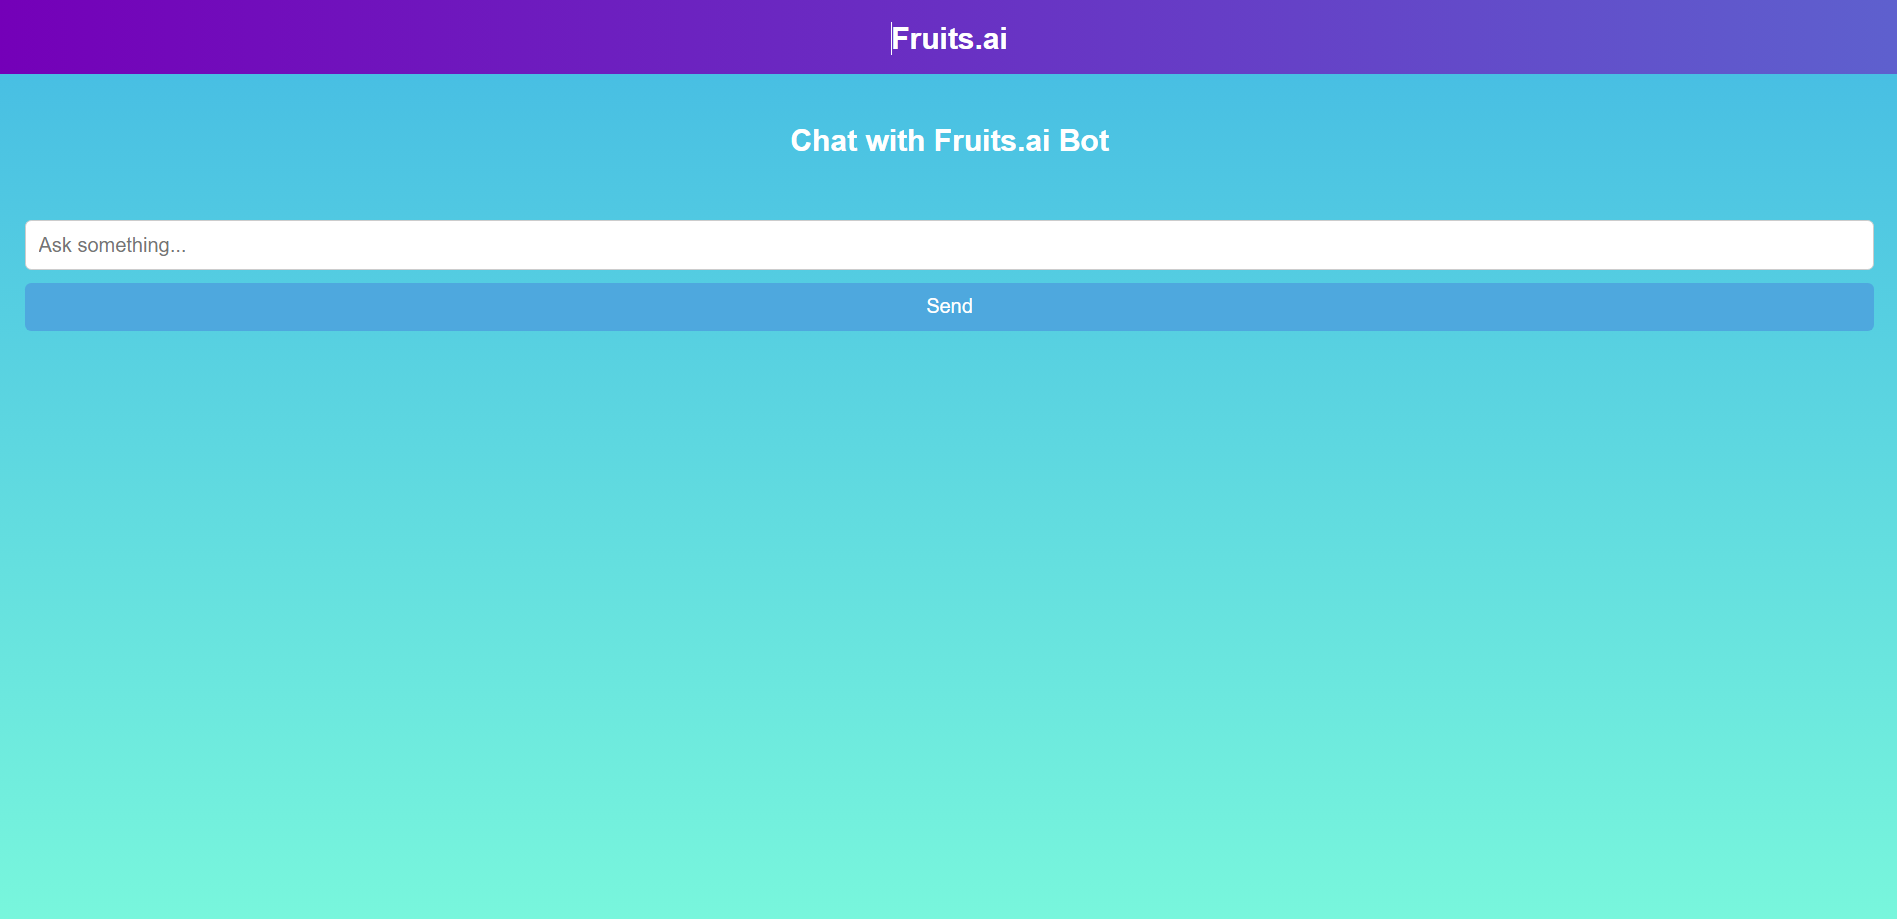 Fruits.ai
Chat with Fruits.ai Bot
Ask something...
Send